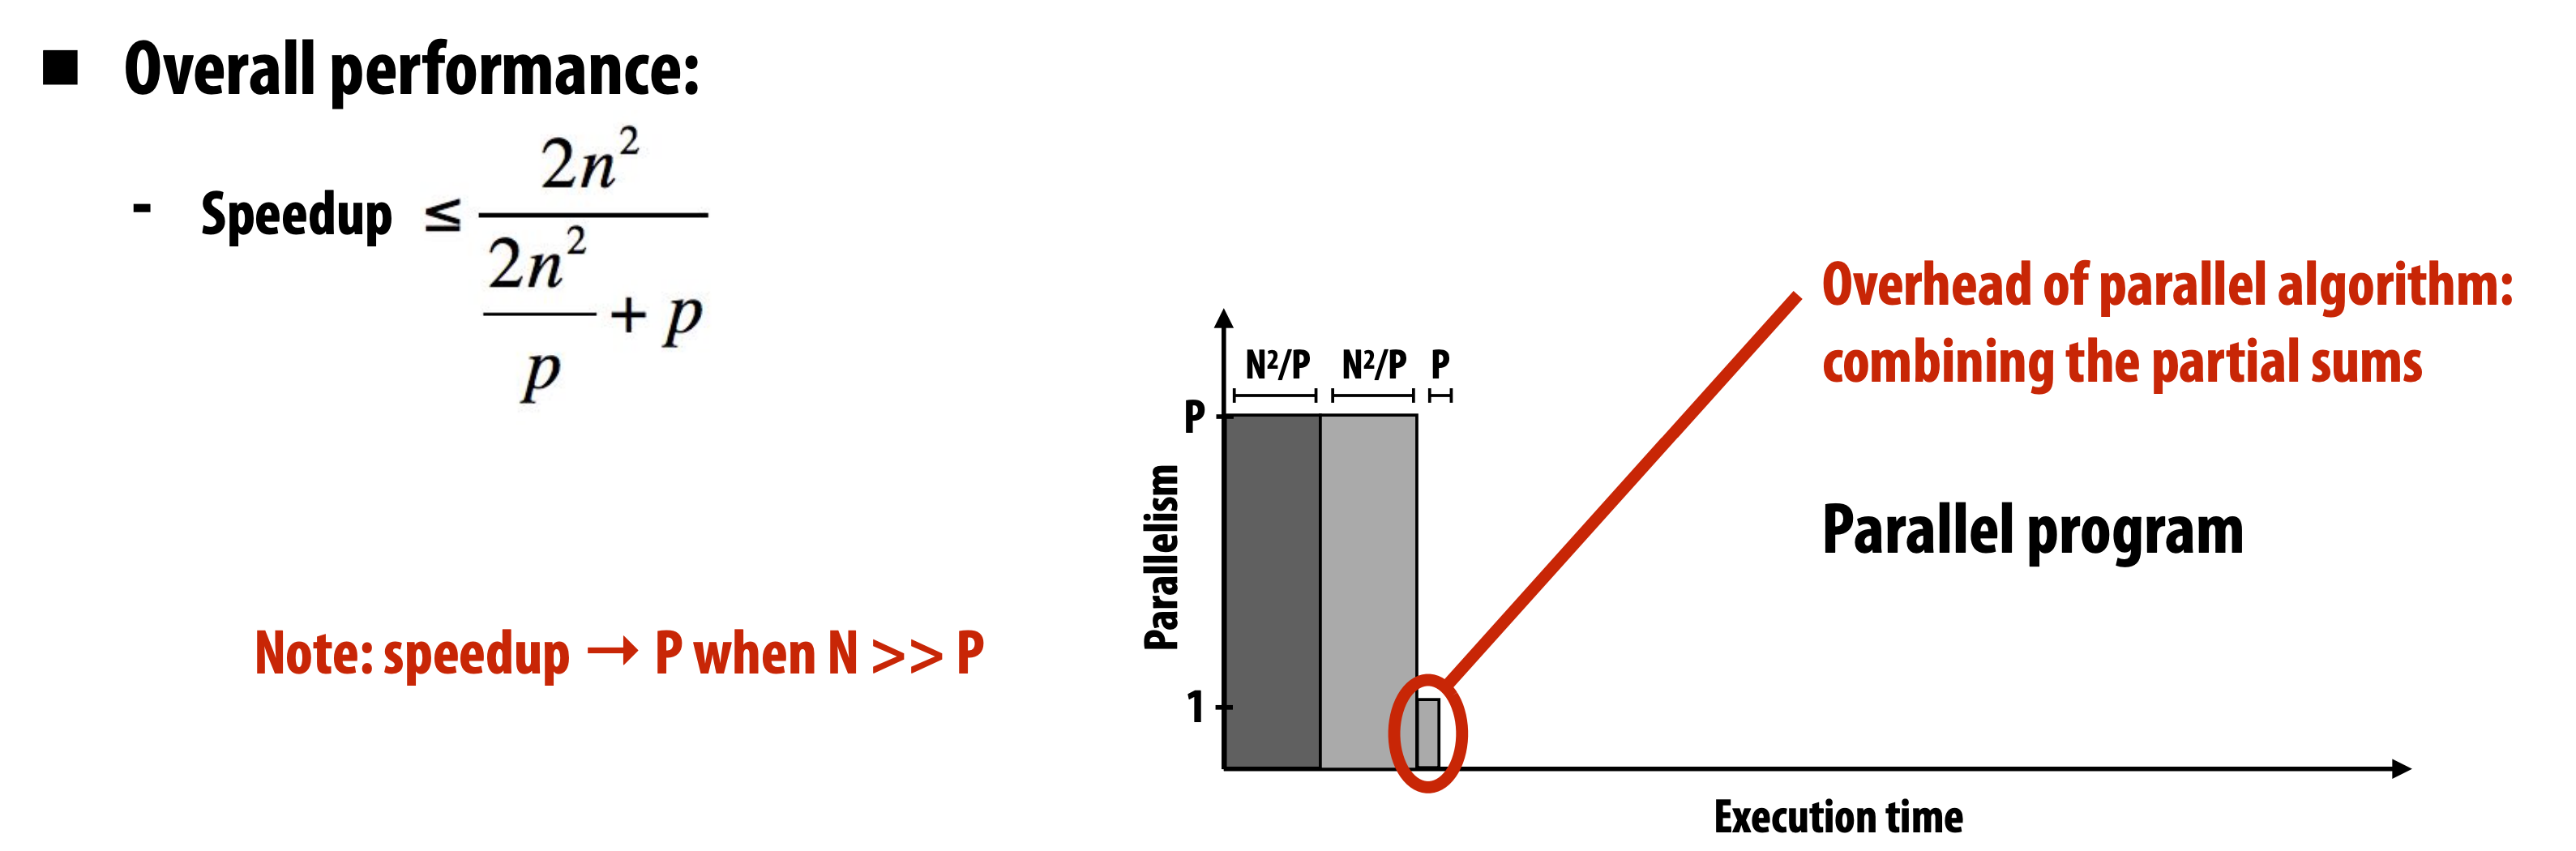 ■ Overall performance:
- Speedup ≤ \frac{2n^2}{\frac{2n^2}{p} + p}
Note: speedup → P when N >> P
N²/P N²/P P
P
1
Parallelism
Execution time
Overhead of parallel algorithm:
combining the partial sums
Parallel program